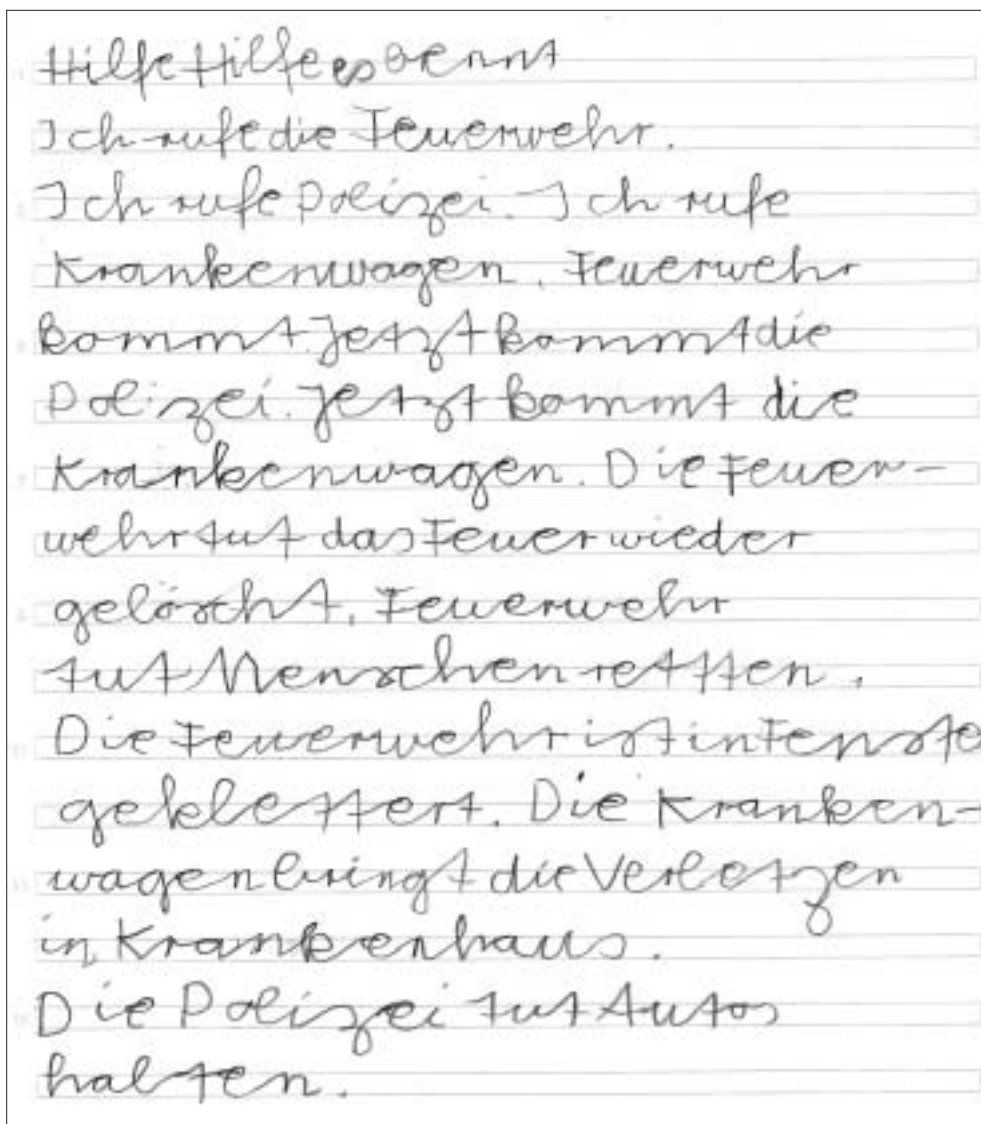 Hilfe Hilfe es brennt
Ich rufe die Feuerwehr.
Ich rufe Polizei. Ich rufe
Krankenwagen. Feuerwehr
kommt. Jetzt kommt die
Polizei. Jetzt kommt die
Krankenwagen. Die Feuer-
wehr tut das Feuer wieder
gelöscht. Feuerwehr
tut Menschen retten.
Die Feuerwehr ist in Fenste
geklettert. Die Kranken-
wagen bringt die Verletzen
in Krankenhaus.
Die Polizei tut Autos
halten.